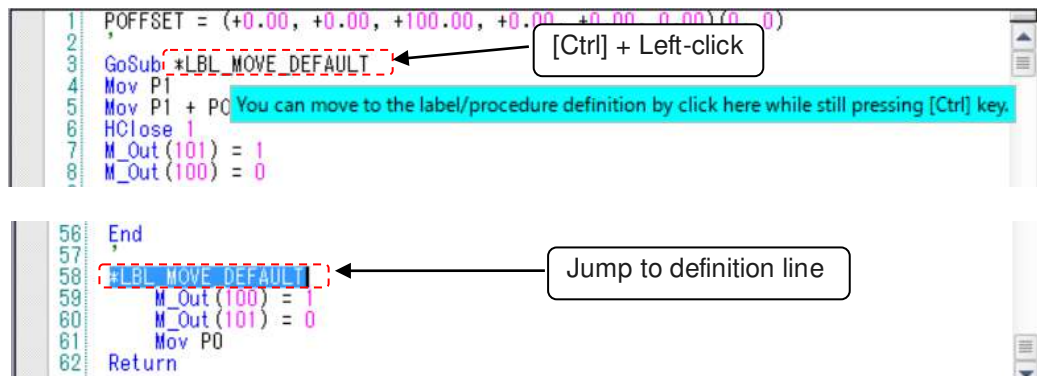 1 POFFSET = (+0.00, +0.00, +100.00, +0.00, +0.00, 0.00)(0, 0)
[Ctrl] + Left-click
2 '
3 GoSub *LBL_MOVE_DEFAULT
4 Mov P1
5 Mov P1 + PO
You can move to the label/procedure definition by click here while still pressing [Ctrl] key.
6 HClose 1
7 M_Out(101) = 1
8 M_Out(100) = 0
56 End
57 '
58 *LBL_MOVE_DEFAULT
Jump to definition line
59 M_Out(100) = 1
60 M_Out(101) = 0
61 Mov P0
62 Return